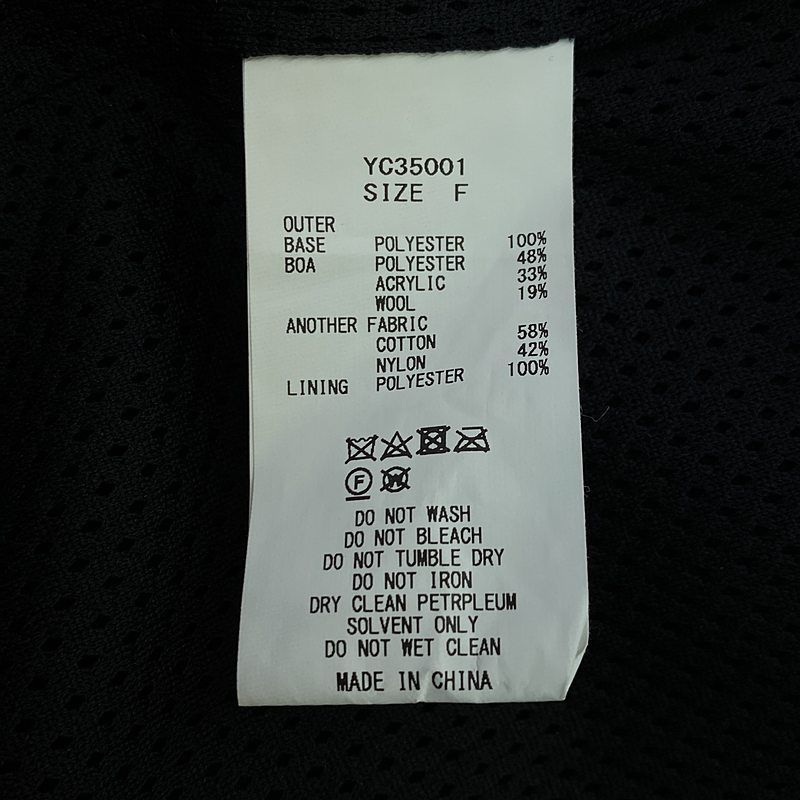 YC35001
SIZE F
OUTER
BASE POLYESTER 100%
BOA POLYESTER 48%
ACRYLIC 33%
WOOL 19%
ANOTHER FABRIC
COTTON 58%
NYLON 42%
LINING POLYESTER 100%
F W
DO NOT WASH
DO NOT BLEACH
DO NOT TUMBLE DRY
DO NOT IRON
DRY CLEAN PETRPLEUM
SOLVENT ONLY
DO NOT WET CLEAN
MADE IN CHINA